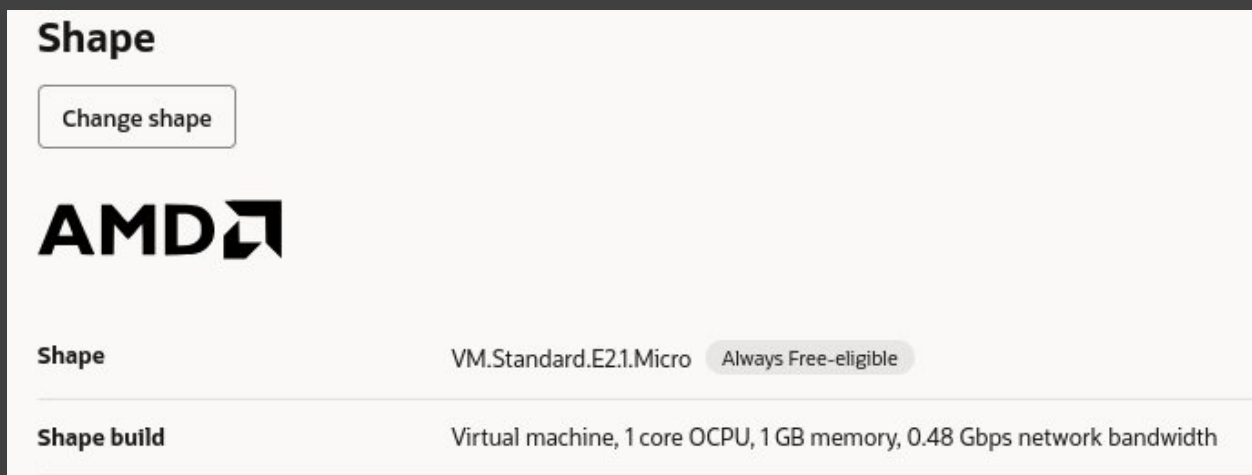 Shape
Change shape
AMD
Shape VM.Standard.E2.1.Micro Always Free-eligible
Shape build Virtual machine, 1 core OCPU, 1 GB memory, 0.48 Gbps network bandwidth